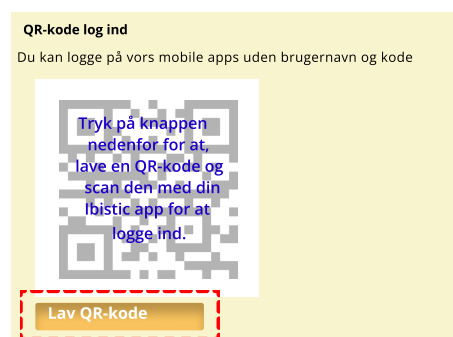 QR-kode log ind
Du kan logge på vors mobile apps uden brugernavn og kode
Tryk på knappen
nedenfor for at,
lave en QR-kode og
scan den med din
Ibistic app for at
logge ind.
Lav QR-kode